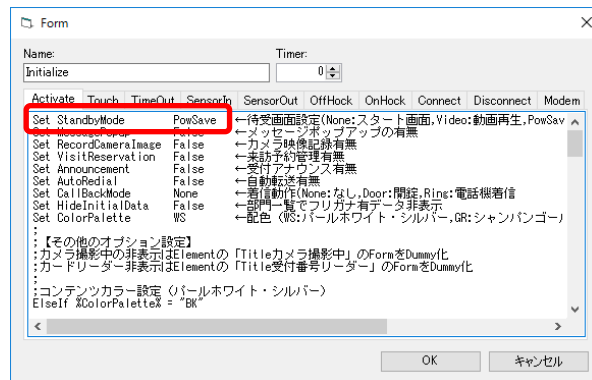 Form
Name:
Timer:
Initialize
0
Activate Touch TimeOut SensorIn SensorOut OffHock OnHock Connect Disconnect Modem
Set StandbyMode PowSave ←待受画面設定(None:スタート画面,Video:動画再生,PowSav
Set MessagePopup False ←メッセージポップアップの有無
Set RecordCameraImage False ←カメラ映像記録有無
Set VisitReservation False ←来訪予約管理有無
Set Announcement False ←受付アナウンス有無
Set AutoRedial False ←自動転送有無
Set CallBackMode None ←着信動作(None:なし,Door:開錠,Ring:電話機着信
Set HideInitialData False ←部門一覧でフリガナ有データ非表示
Set ColorPalette WS ←配色 (WS:パールホワイト・シルバー,GR:シャンパンゴー
;
;【その他のオプション設定】
;カメラ撮影中の非表示はElementの「Titleカメラ撮影中」のFormをDummy化
;カードリーダー非表示はElementの「Title受付番号リーダー」のFormをDummy化
;
;コンテンツカラー設定 (パールホワイト・シルバー)
ElseIf %ColorPalette% = "BK"
OK キャンセル